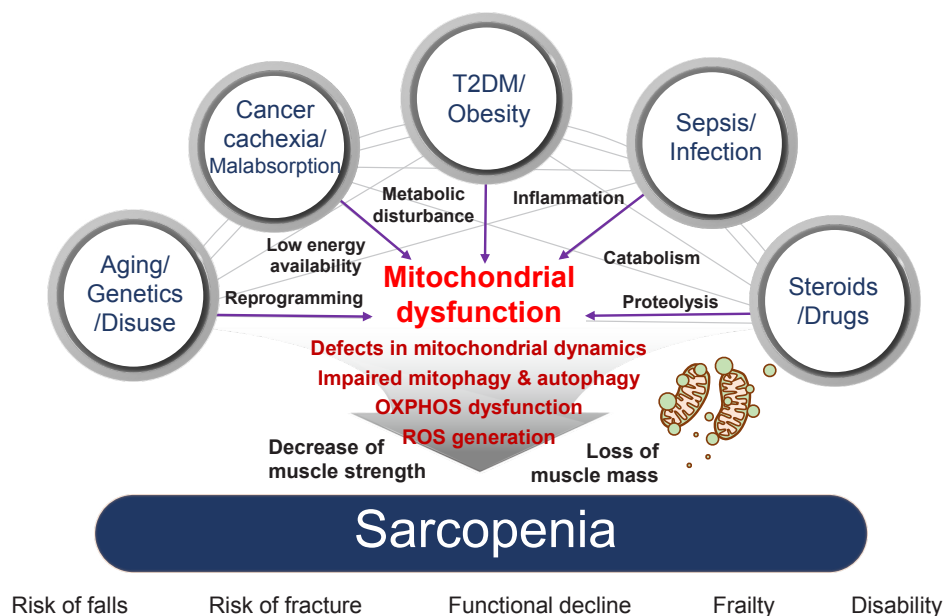 T2DM/
Obesity
Cancer
cachexia/
Malabsorption
Sepsis/
Infection
Aging/
Genetics
/Disuse
Steroids
/Drugs
Metabolic
disturbance
Inflammation
Low energy
availability
Catabolism
Reprogramming
Proteolysis
Mitochondrial
dysfunction
Defects in mitochondrial dynamics
Impaired mitophagy & autophagy
OXPHOS dysfunction
ROS generation
Decrease of
muscle strength
Loss of
muscle mass
Sarcopenia
Risk of falls
Risk of fracture
Functional decline
Frailty
Disability